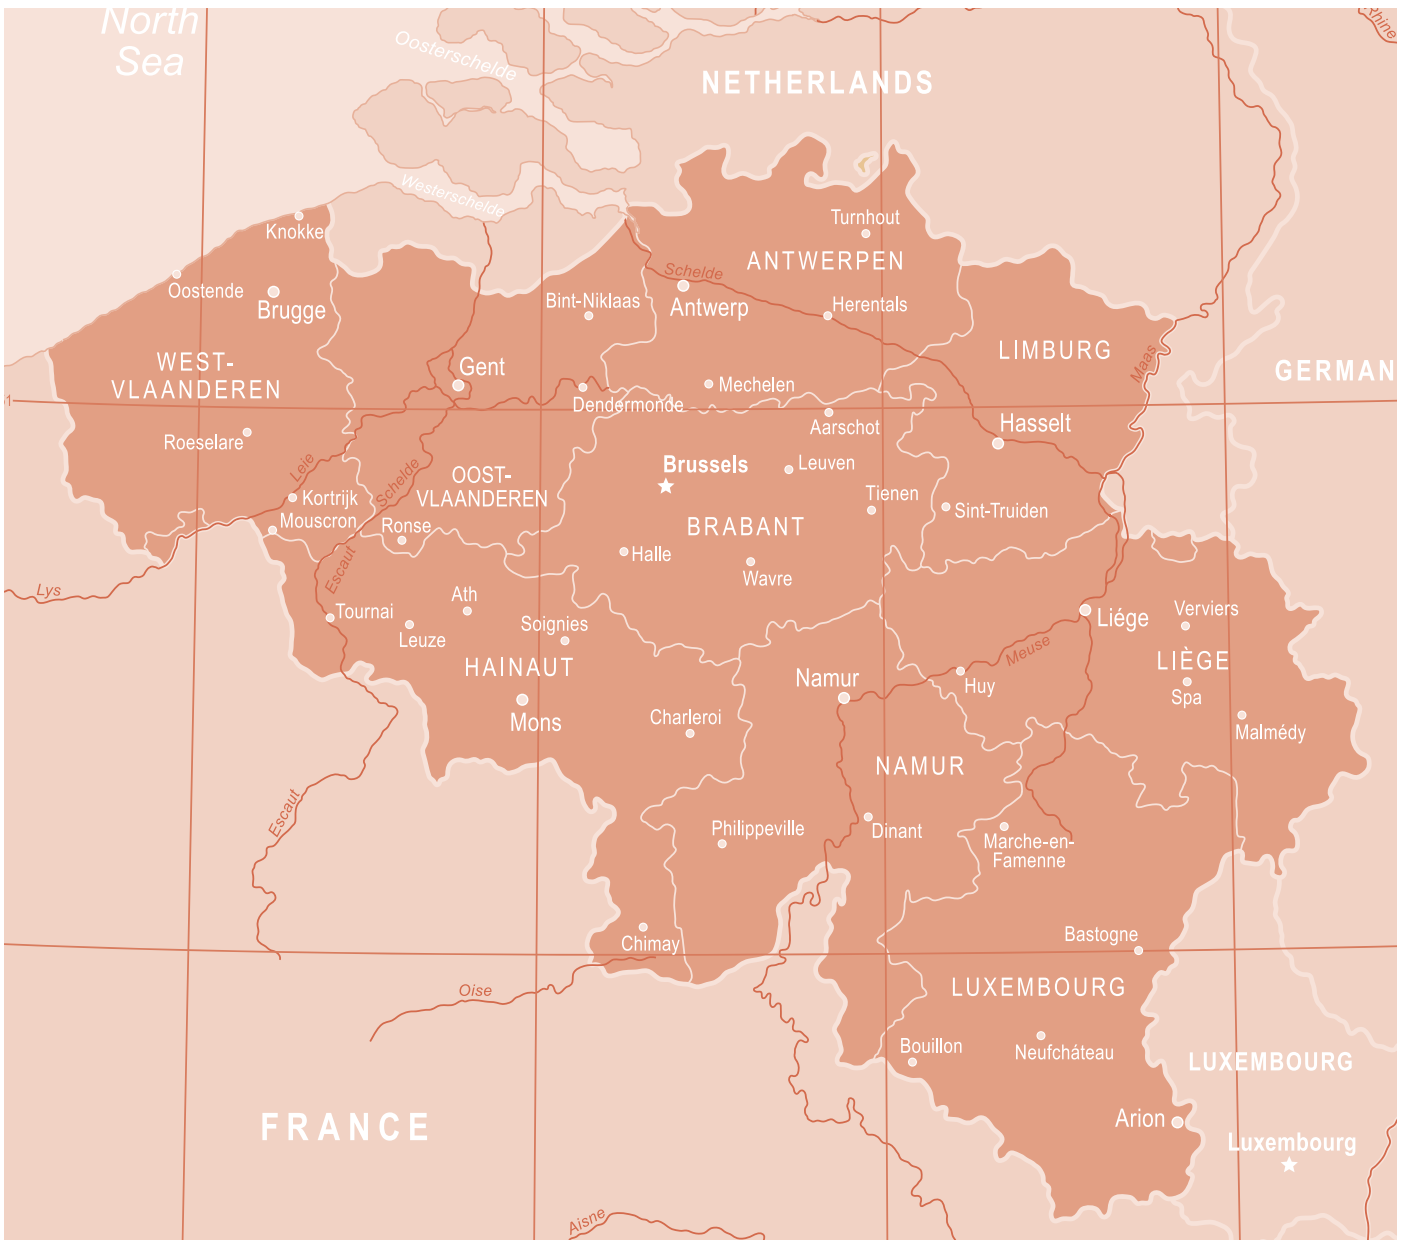 North
Sea
Oosterschelde
Rhine
NETHERLANDS
Westerschelde
Knokke
Turnhout
ANTWERPEN
Schelde
Oostende
Brugge
Bint-Niklaas
Antwerp
Herentals
LIMBURG
Maas
GERMAN
WEST-
VLAANDEREN
Gent
Mechelen
Dendermonde
51
Aarschot
Hasselt
Roeselare
Leie
Schelde
OOST-
VLAANDEREN
Brussels
Leuven
Kortrijk
Mouscron
Ronse
Tienen
Sint-Truiden
BRABANT
Escaut
Halle
Wavre
Lys
Ath
Tournai
Leuze
Soignies
Liége
Verviers
HAINAUT
Meuse
LIÈGE
Namur
Huy
Spa
Mons
Charleroi
Malmédy
NAMUR
Escaut
Philippeville
Dinant
Marche-en-
Famenne
Chimay
Bastogne
Oise
LUXEMBOURG
Bouillon
Neufcháteau
LUXEMBOURG
FRANCE
Arion
Luxembourg
Aisne